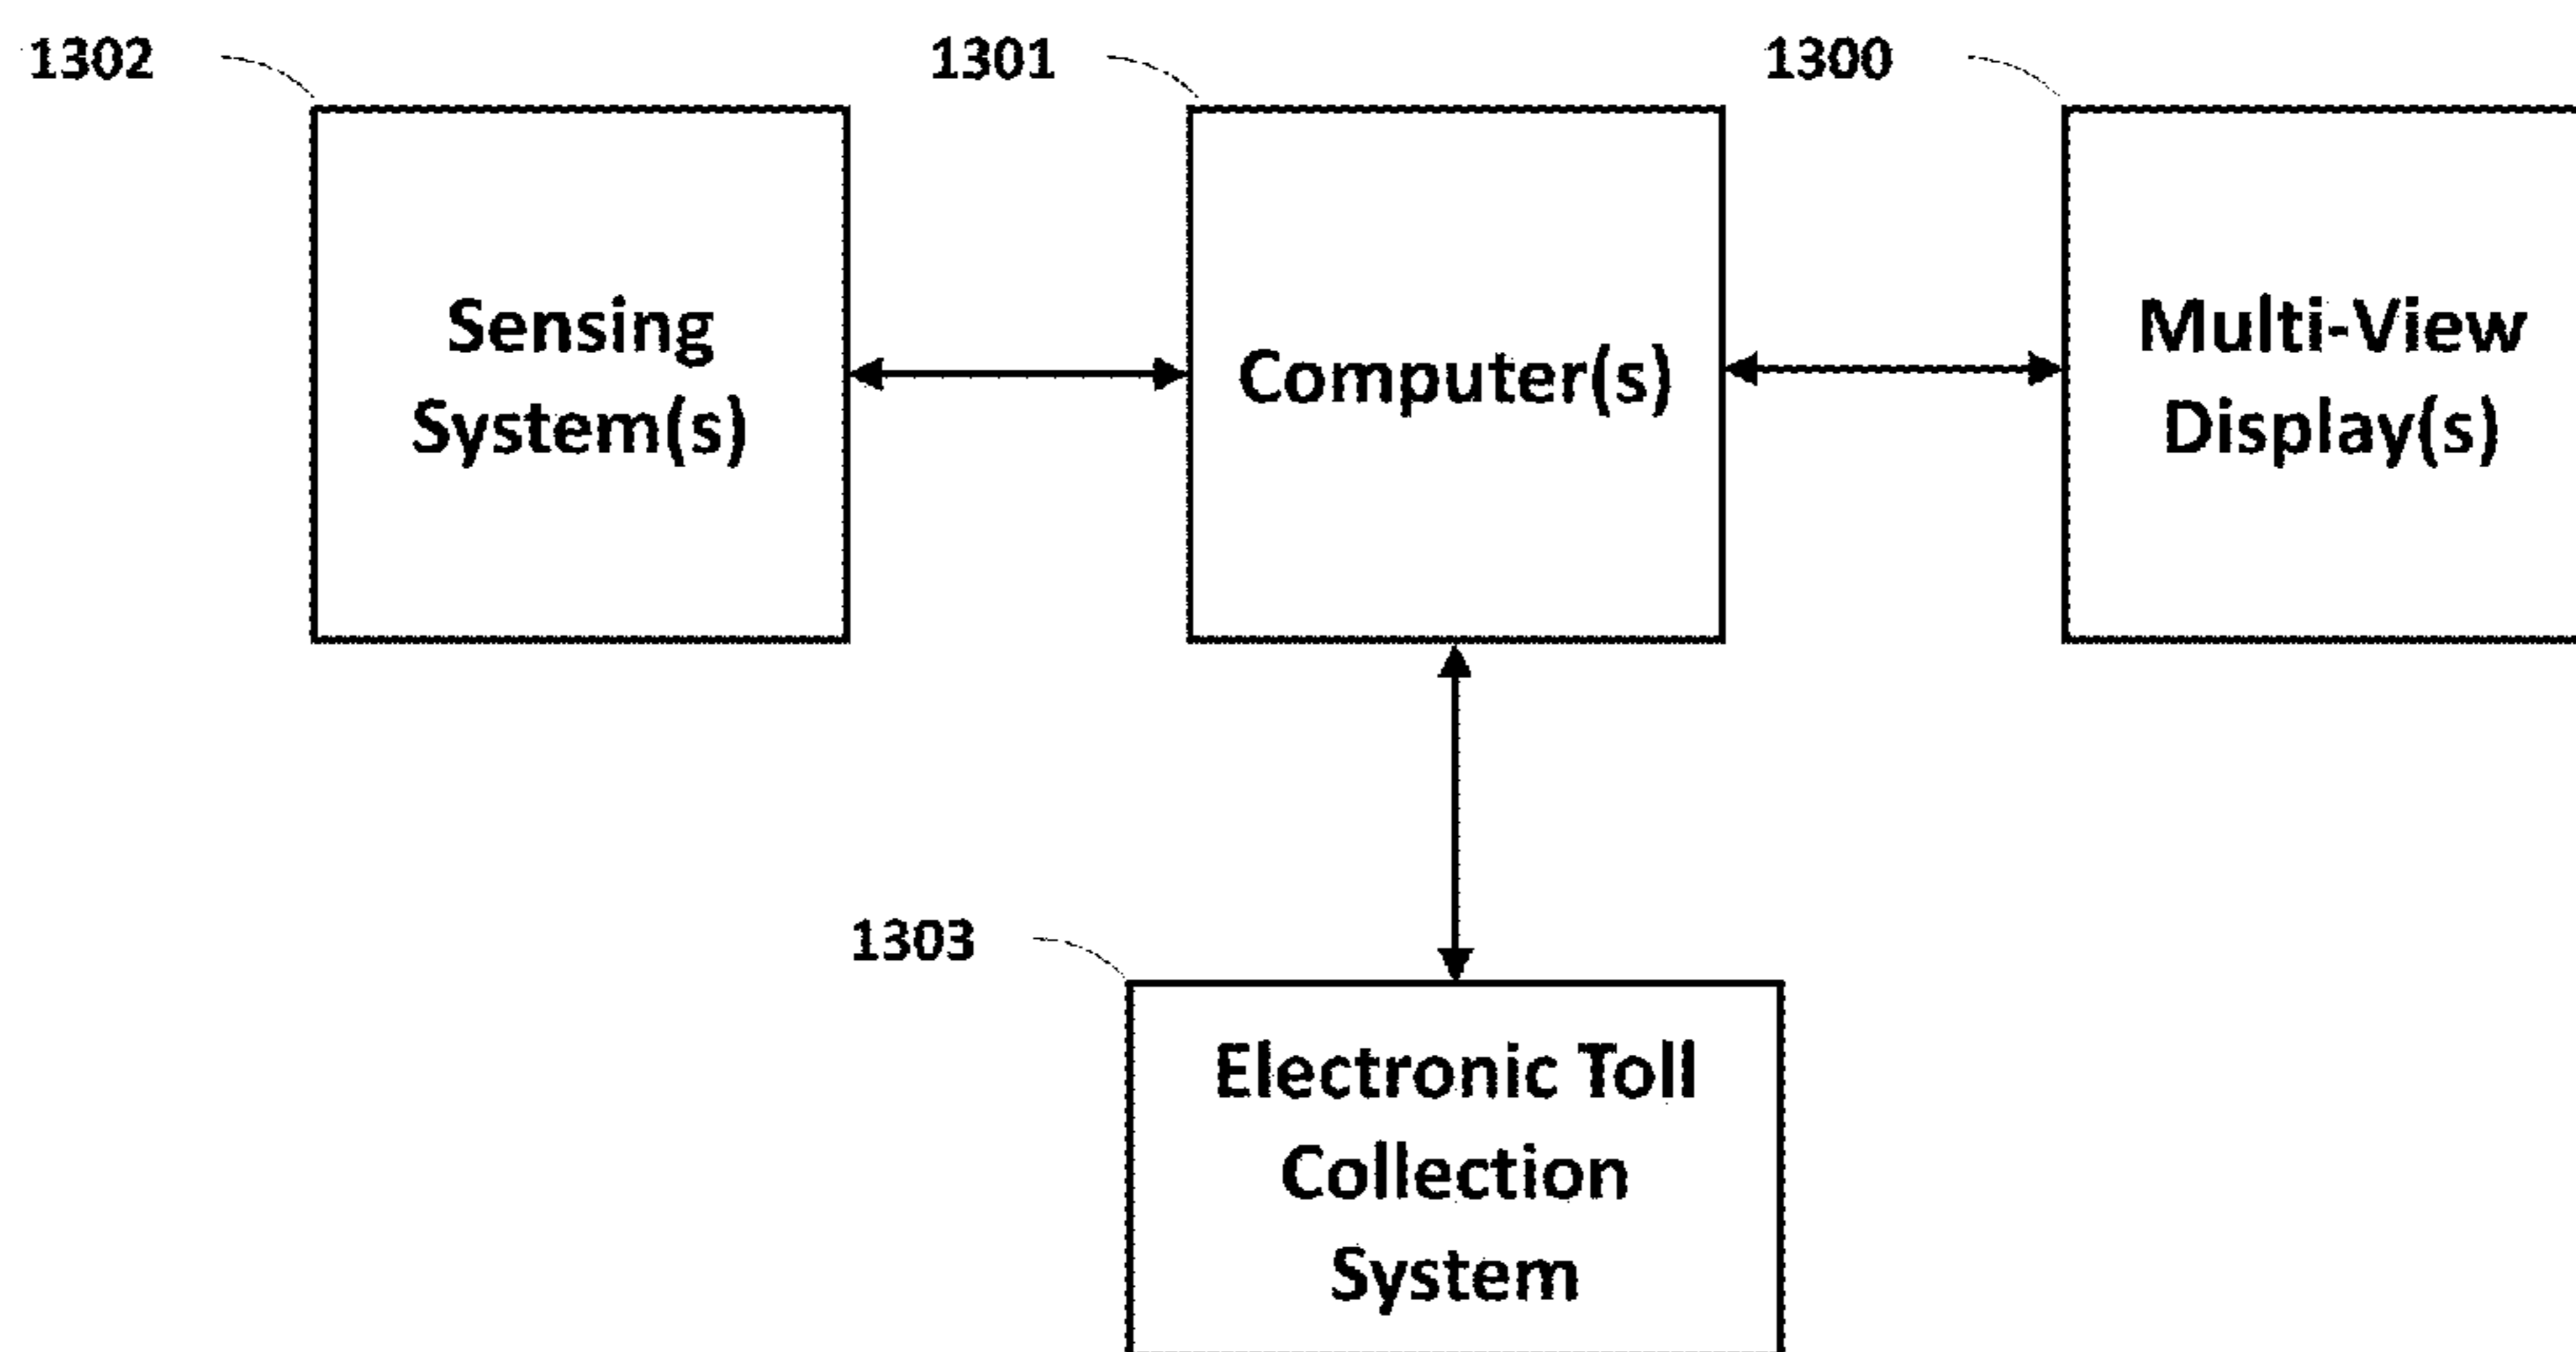 1302
1301
1300
Sensing
System(s)
Computer(s)
Multi-View
Display(s)
1303
Electronic Toll
Collection
System